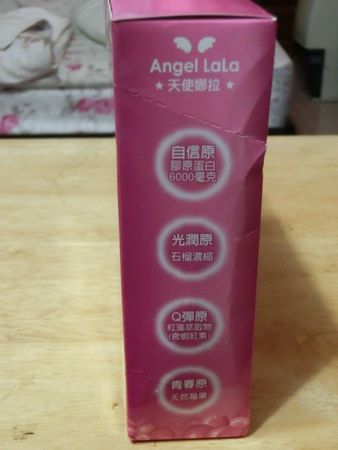 Angel LaLa
★ 天使娜拉 ★
自信原
膠原蛋白
6000毫克
光潤原
石榴濃縮
Q彈原
紅藻萃取物
(含蝦紅素)
青春原
天然莓果